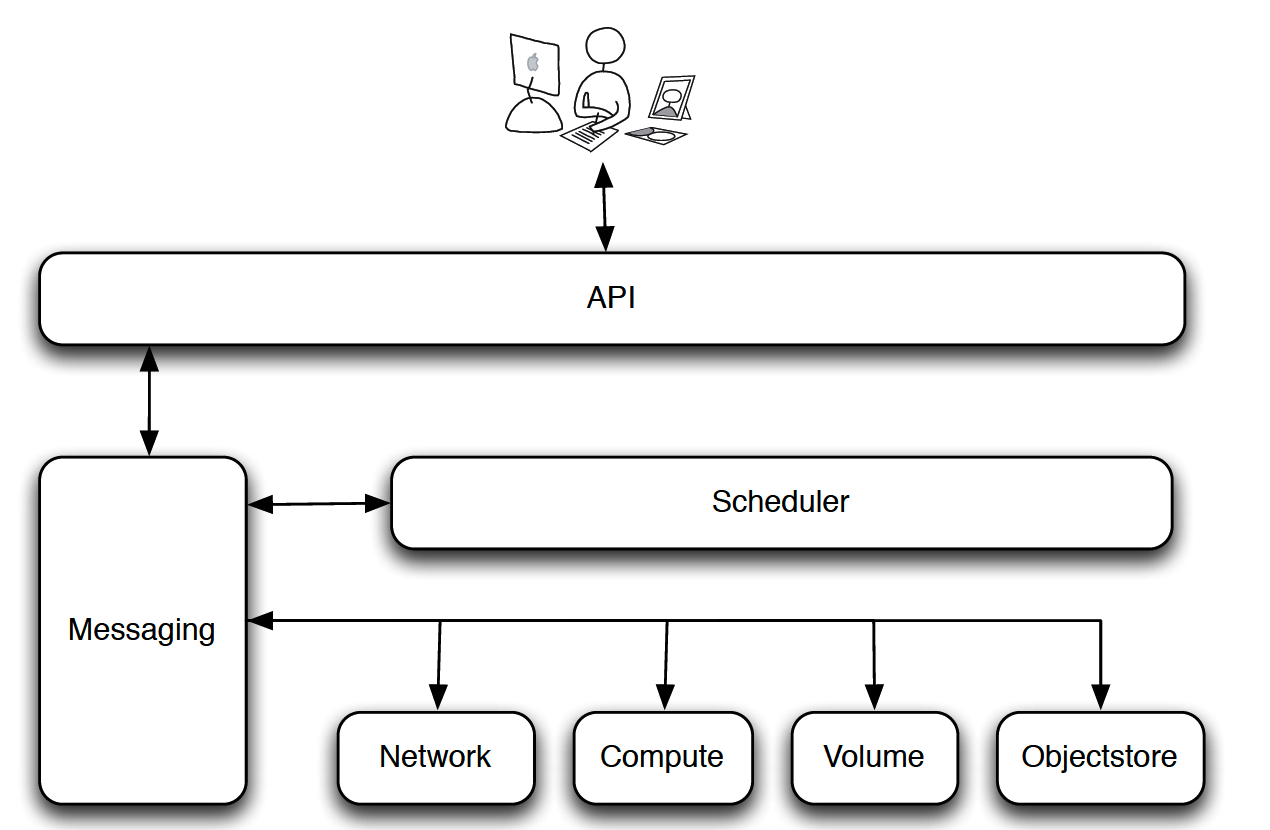 API
Scheduler
Messaging
Network
Compute
Volume
Objectstore